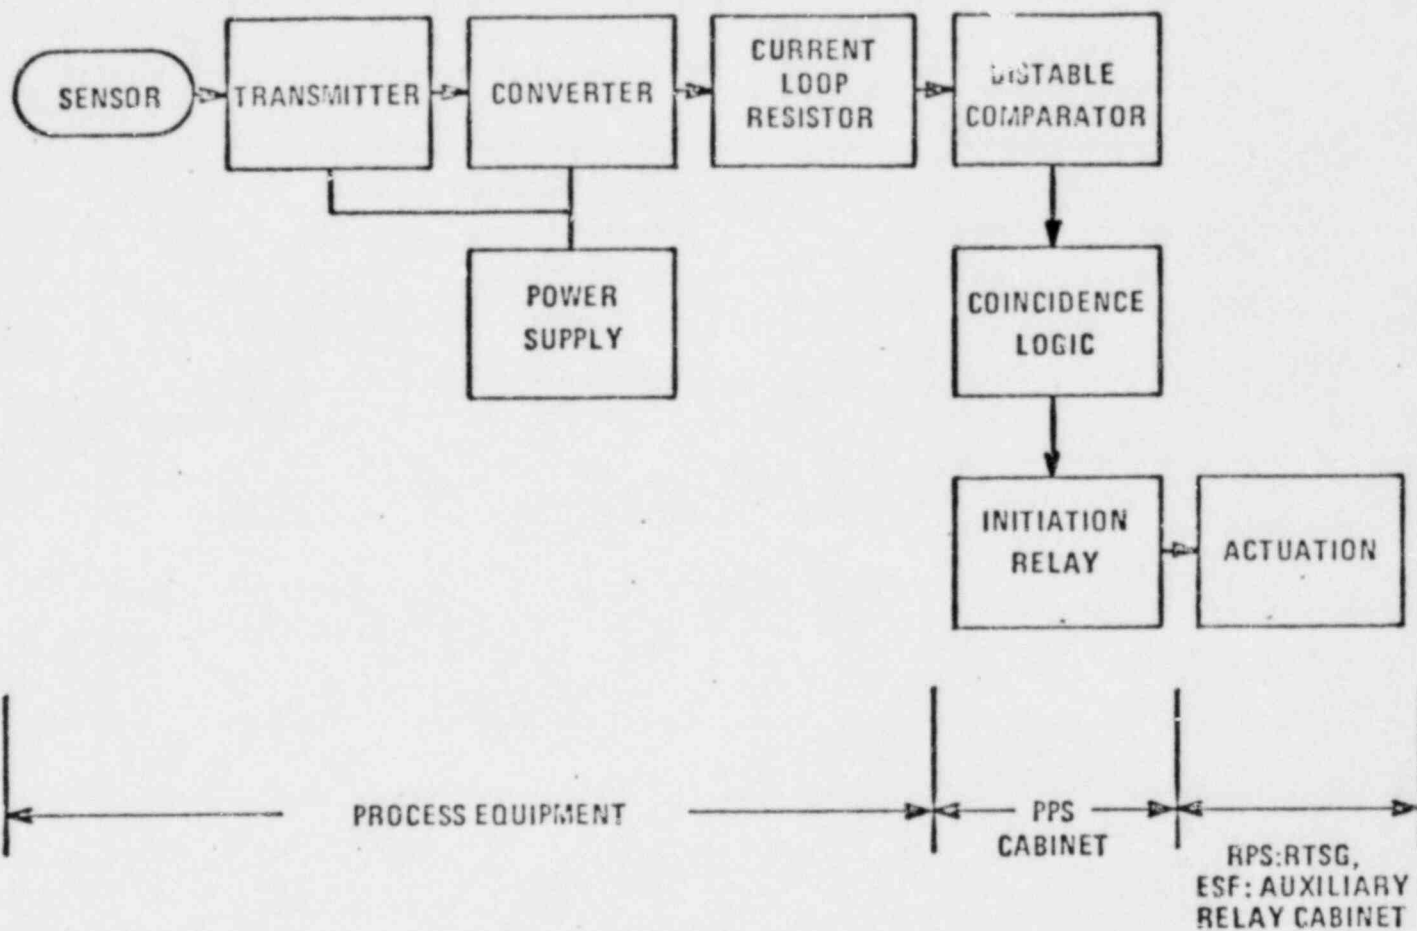 SENSOR
TRANSMITTER
CONVERTER
CURRENT
LOOP
RESISTOR
BISTABLE
COMPARATOR
POWER
SUPPLY
COINCIDENCE
LOGIC
INITIATION
RELAY
ACTUATION
PROCESS EQUIPMENT
PPS
CABINET
RPS:RTSG,
ESF: AUXILIARY
RELAY CABINET